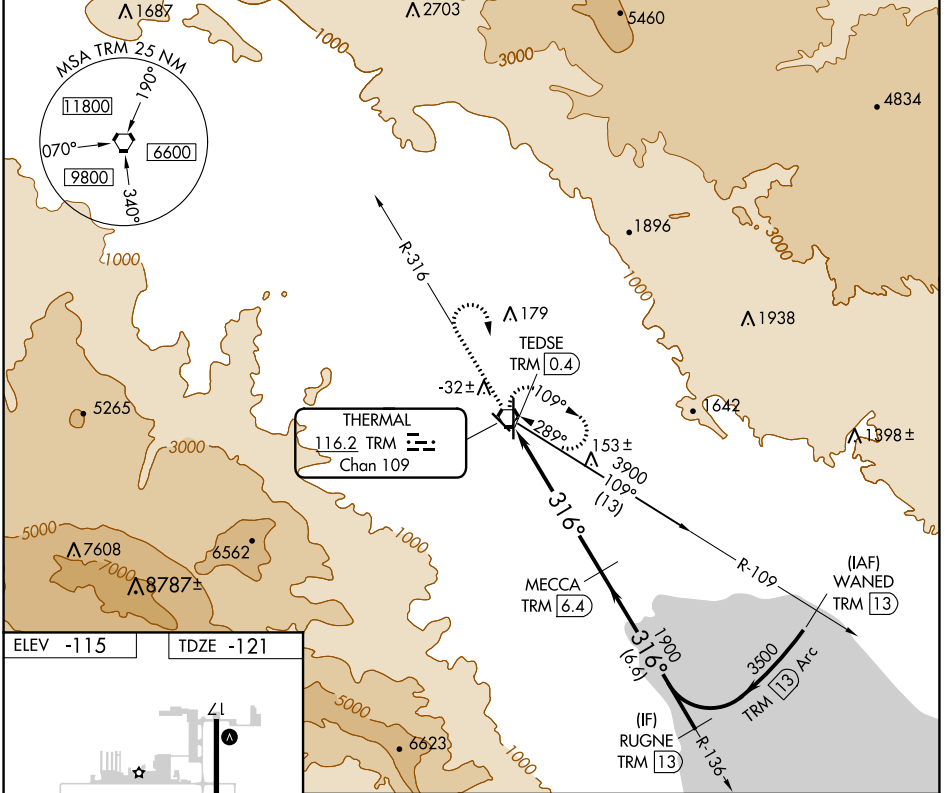 1687
2703
5460
1000
3000
MSA TRM 25 NM
190°
11800
4834
070°
6600
9800
340°
1896
3000
1000
R-316
1000
179
1938
TEDSE
TRM 0.4
-32±
109°
5265
THERMAL
116.2 TRM
Chan 109
289°
1642
153±
3900
109°
(13)
1398±
3000
316°
5000
7608
6562
7000
8787±
1000
R-109
(IAF)
WANED
TRM 13
MECCA
TRM 6.4
1900
316°
(6.6)
3500
TRM 13 Arc
ELEV -115
TDZE -121
17
V
5000
6623
1000
(IF)
RUGNE
TRM 13
R-136